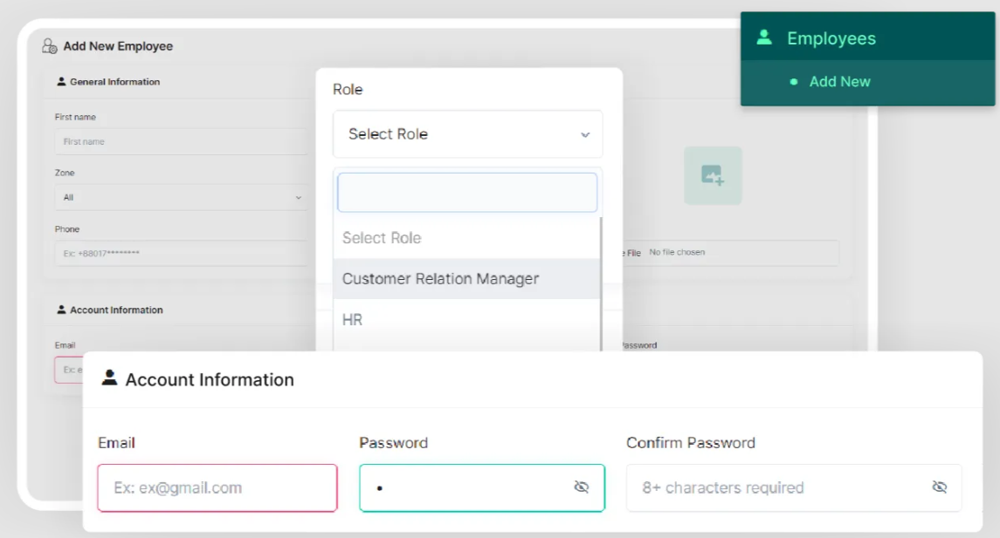 Add New Employee
Employees
Add New
General Information
First name
First name
Zone
All
Phone
Ex: +88017********
Role
Select Role
Select Role
Customer Relation Manager
HR
File No file chosen
Account Information
Email
Ex:
Password
Account Information
Email
Password
Confirm Password
Ex: ex@gmail.com
8+ characters required